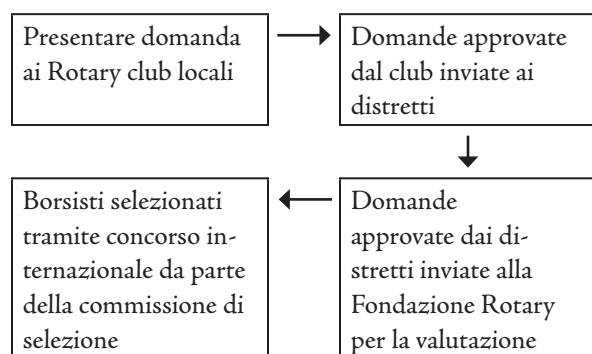 Presentare domanda
ai Rotary club locali
Domande approvate
dal club inviate ai
distretti
Domande
approvate dai di-
stretti inviate alla
Fondazione Rotary
per la valutazione
Borsisti selezionati
tramite concorso in-
ternazionale da parte
della commissione di
selezione